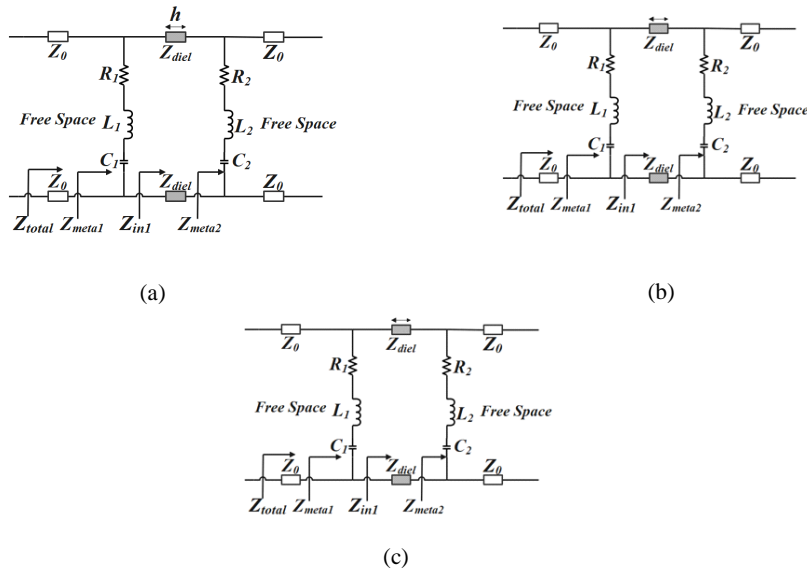 h
Z0 Zdiel Z0
R1 R2
Free Space L1 L2 Free Space
C1 C2
Z0 Zdiel Z0
Ztotal Zmeta1 Zin1 Zmeta2
(a)
Z0 Zdiel Z0
R1 R2
Free Space L1 L2 Free Space
C1 C2
Z0 Zdiel Z0
Ztotal Zmeta1 Zin1 Zmeta2
(b)
Z0 Zdiel Z0
R1 R2
Free Space L1 L2 Free Space
C1 C2
Z0 Zdiel Z0
Ztotal Zmeta1 Zin1 Zmeta2
(c)